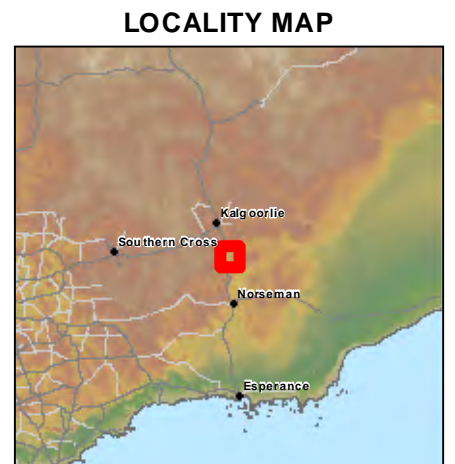 LOCALITY MAP
Kalgoorlie
Southern Cross
Norseman
Esperance